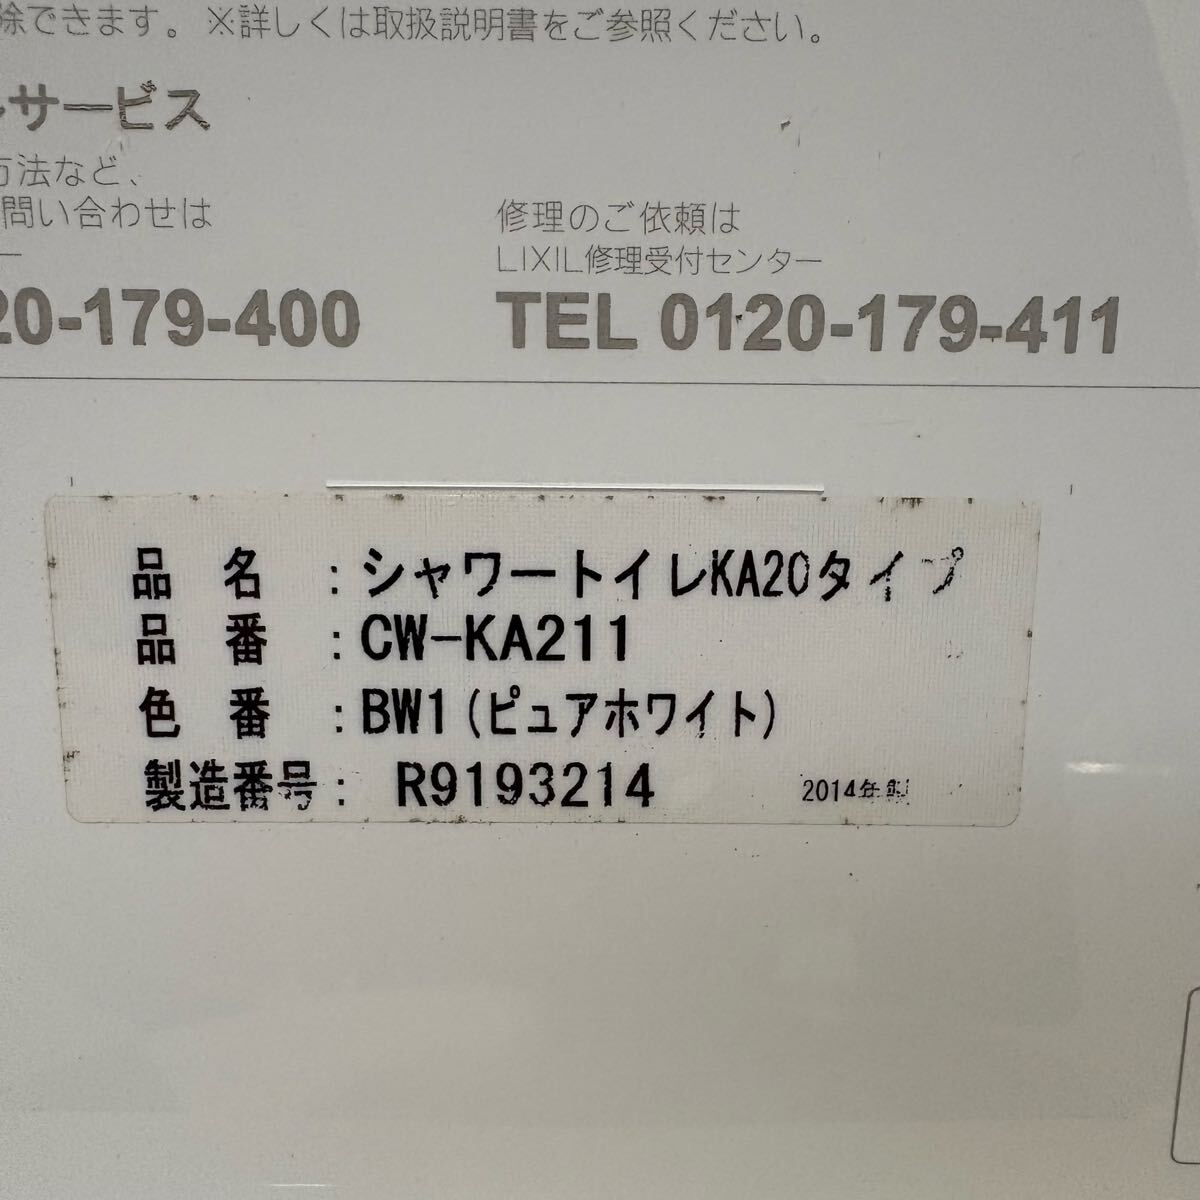 除できます。※詳しくは取扱説明書をご参照ください。
ルサービス
方法など、
問い合わせは
ー
20-179-400
修理のご依頼は
LIXIL修理受付センター
TEL 0120-179-411
品 名 :シャワートイレKA20タイプ
品 番 :CW-KA211
色 番 :BW1(ピュアホワイト)
製造番号: R9193214 2014年製